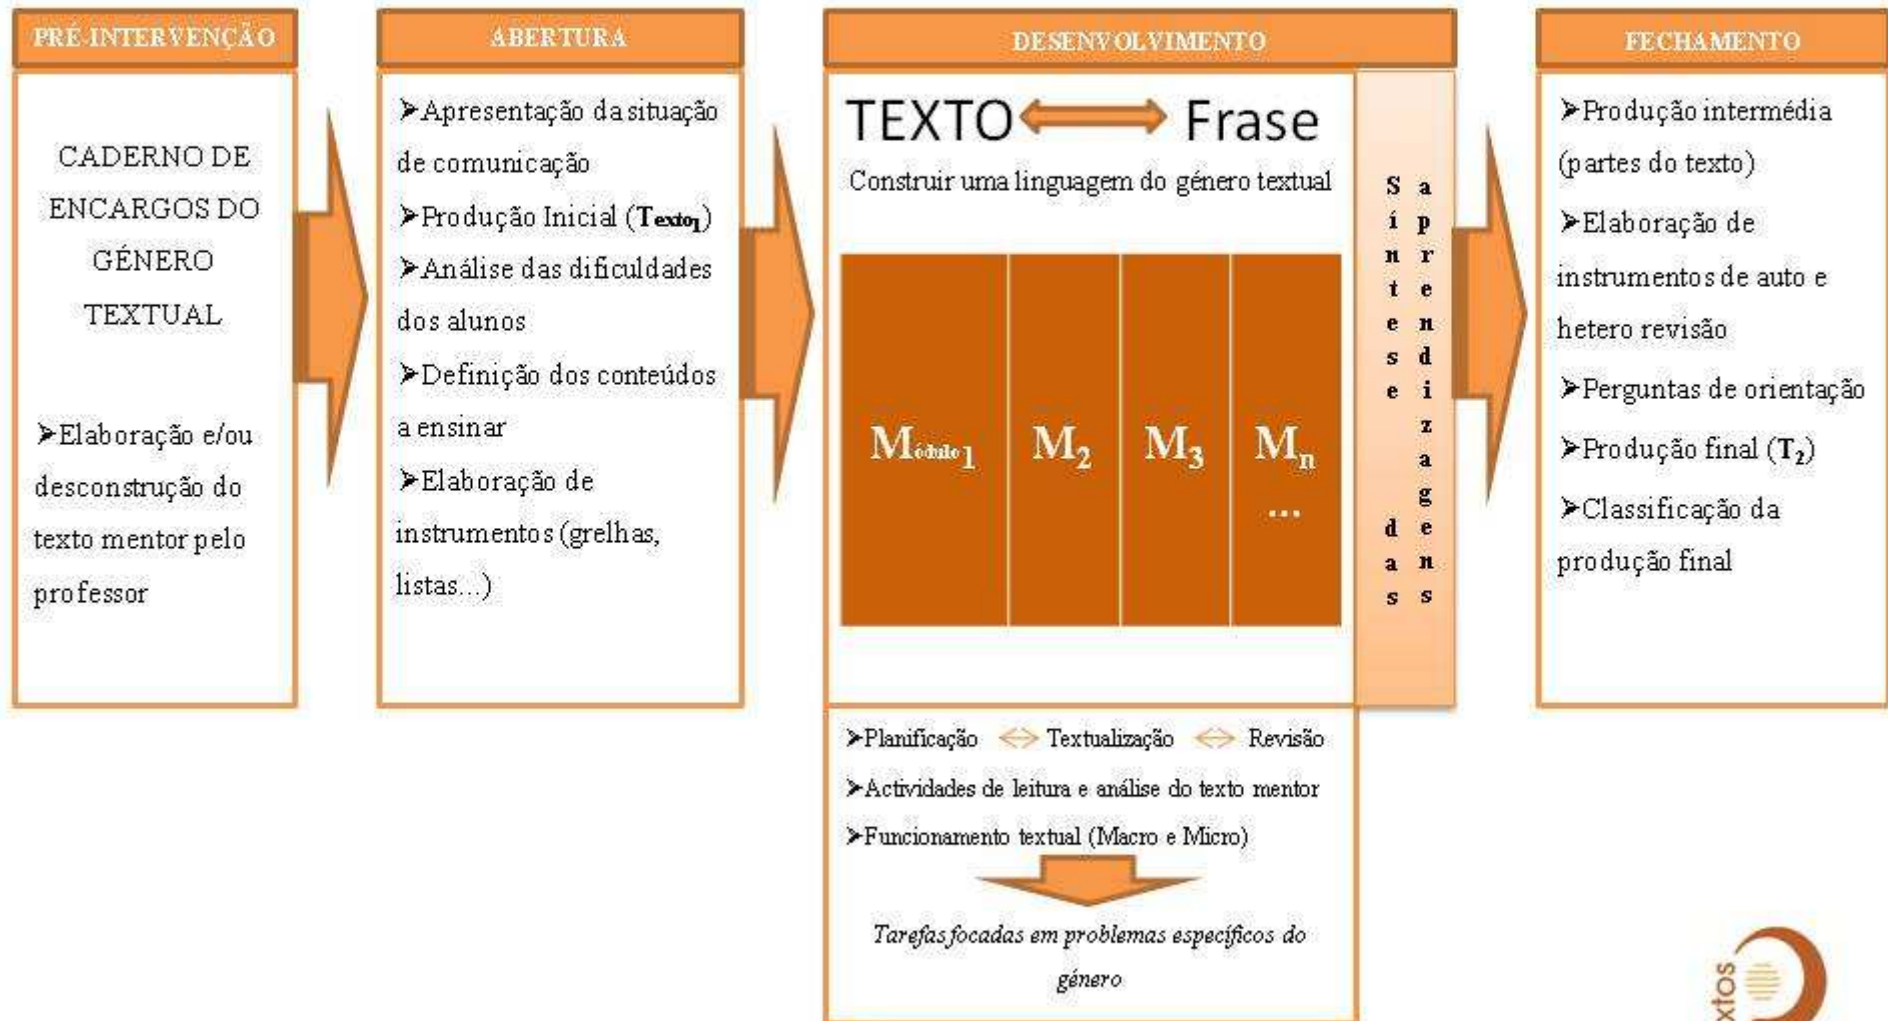 PRÉ-INTERVENÇÃO
CADERNO DE
ENCARGOS DO
GÉNERO
TEXTUAL
➢Elaboração e/ou
desconstrução do
texto mentor pelo
professor
ABERTURA
➢Apresentação da situação
de comunicação
➢Produção Inicial (Texto1)
➢Análise das dificuldades
dos alunos
➢Definição dos conteúdos
a ensinar
➢Elaboração de
instrumentos (grelhas,
listas...)
DESENVOLVIMENTO
TEXTO Frase
Construir uma linguagem do género textual
Módulo1 M2 M3 Mn
...
Síntese das
aprendizagens
➢Planificação <=> Textualização <=> Revisão
➢Actividades de leitura e análise do texto mentor
➢Funcionamento textual (Macro e Micro)
Tarefas focadas em problemas específicos do
género
FECHAMENTO
➢Produção intermédia
(partes do texto)
➢Elaboração de
instrumentos de auto e
hetero revisão
➢Perguntas de orientação
➢Produção final (T2)
➢Classificação da
produção final